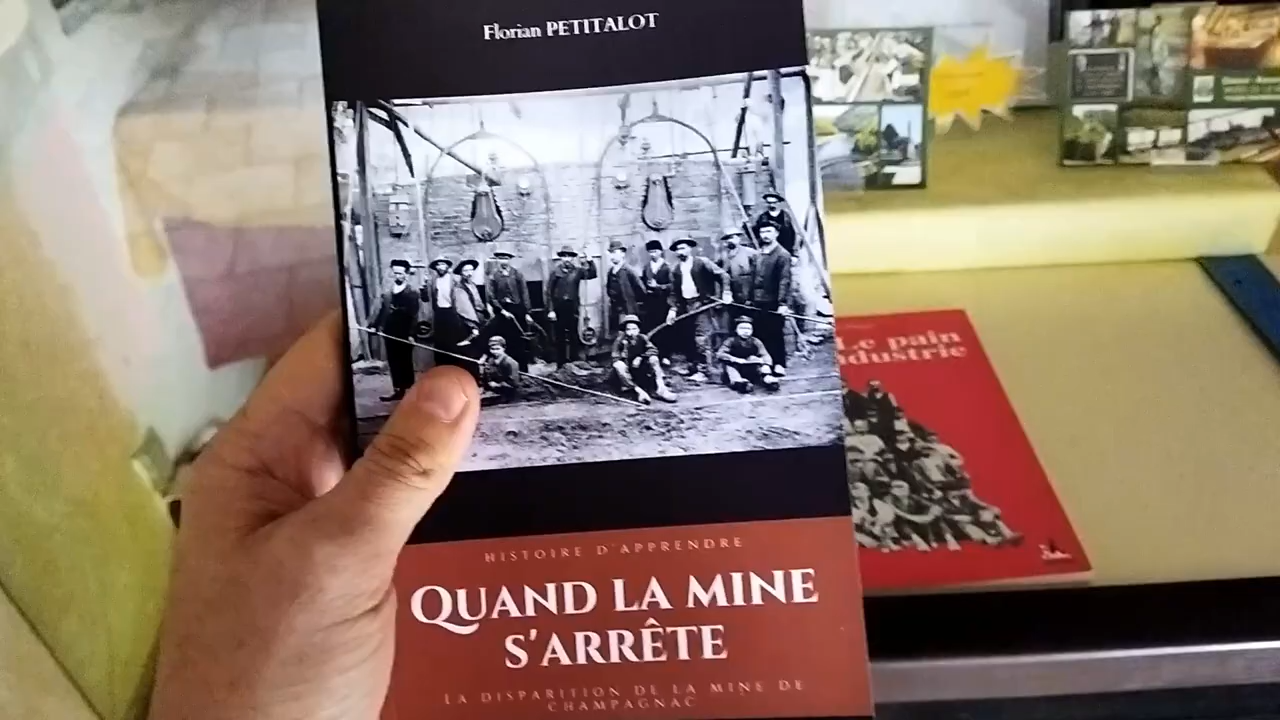 Florian PETITALOT
HISTOIRE D'APPRENDRE
QUAND LA MINE
S'ARRÊTE
LA DISPARITION DE LA MINE DE
CHAMPAGNAC
Le pain
industrie